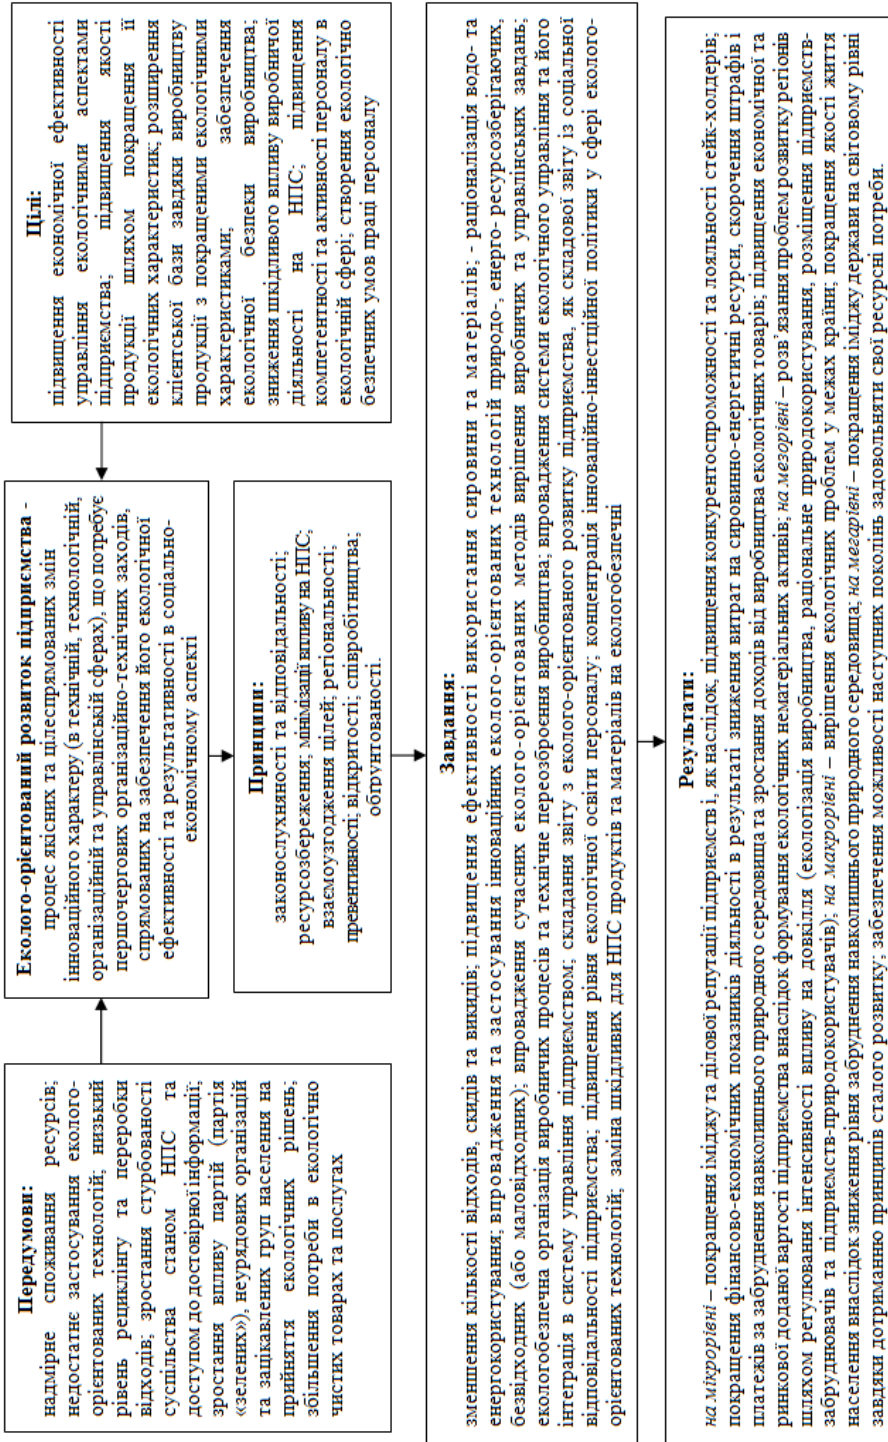 Передумови:
надмірне споживання ресурсів;
недостатнє застосування еколого-
орієнтованих технологій; низький
рівень рециклінгу та переробки
відходів; зростання стурбованості
суспільства станом НПС та
доступом до достовірної інформації;
зростання впливу партій (партія
«зелених»), неурядових організацій
та зацікавлених груп населення на
прийняття екологічних рішень;
збільшення потреби в екологічно
чистих товарах та послугах
Еколого-орієнтований розвиток підприємства -
процес якісних та цілеспрямованих змін
інноваційного характеру (в технічній, технологічній,
організаційній та управлінській сферах), що потребує
першочергових організаційно-технічних заходів,
спрямованих на забезпечення його екологічної
ефективності та результативності в соціально-
економічному аспекті
Цілі:
підвищення економічної ефективності
управління екологічними аспектами
підприємства; підвищення якості
продукції шляхом покращення її
екологічних характеристик; розширення
клієнтської бази завдяки виробництву
продукції з покращеними екологічними
характеристиками; забезпечення
екологічної безпеки виробництва;
зниження шкідливого впливу виробничої
діяльності на НПС; підвищення
компетентності та активності персоналу в
екологічній сфері; створення екологічно
безпечних умов праці персоналу
Принципи:
законослухняності та відповідальності;
ресурсозбереження; мінімізації впливу на НПС;
взаємоузгодження цілей; регіональності;
превентивності; відкритості; співробітництва;
обґрунтованості.
Завдання:
зменшення кількості відходів, скидів та викидів; підвищення ефективності використання сировини та матеріалів; - раціоналізація водо- та
енергокористування; впровадження та застосування інноваційних еколого-орієнтованих технологій природо-, енерго- ресурсозберігаючих,
безвідходних (або маловідходних); впровадження сучасних еколого-орієнтованих методів вирішення виробничих та управлінських завдань;
екологобезпечна організація виробничих процесів та технічне переозброєння виробництва; впровадження системи екологічного управління та його
інтеграція в систему управління підприємством; складання звіту з еколого-орієнтованого розвитку підприємства, як складової звіту із соціальної
відповідальності підприємства; підвищення рівня екологічної освіти персоналу; концентрація інноваційно-інвестиційної політики у сфері еколого-
орієнтованих технологій; заміна шкідливих для НПС продуктів та матеріалів на екологобезпечні
Результати:
на мікрорівні – покращення іміджу та ділової репутації підприємств і, як наслідок, підвищення конкурентоспроможності та лояльності стейк-холдерів;
покращення фінансово-економічних показників діяльності в результаті зниження витрат на сировинно-енергетичні ресурси, скорочення штрафів і
платежів за забруднення навколишнього природного середовища та зростання доходів від виробництва екологічних товарів; підвищення економічної та
ринкової доданої вартості підприємства внаслідок формування екологічних нематеріальних активів; на мезорівні – розв’язання проблем розвитку регіонів
шляхом регулювання інтенсивності впливу на довкілля (екологізація виробництва, раціональне природокористування, розміщення підприємств-
забруднювачів та підприємств-природокористувачів); на макрорівні – вирішення екологічних проблем у межах країни; покращення якості життя
населення внаслідок зниження рівня забруднення навколишнього природного середовища; на мегарівні – покращення іміджу держави на світовому рівні
завдяки дотриманню принципів сталого розвитку; забезпечення можливості наступних поколінь задовольняти свої ресурсні потреби.